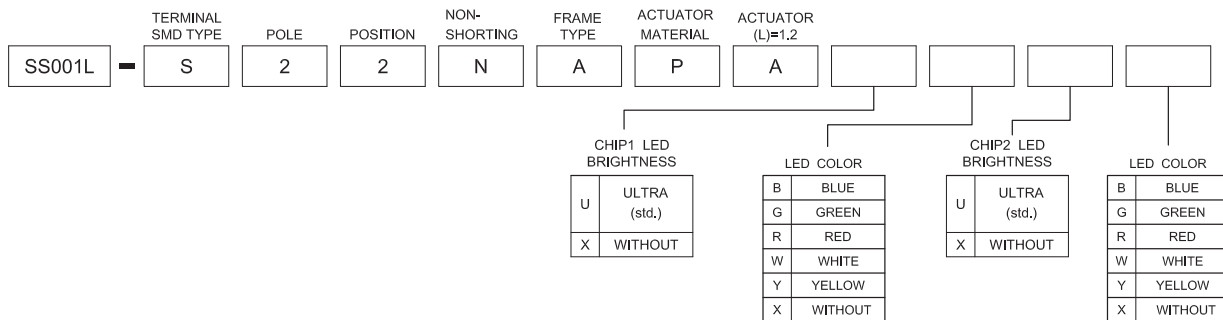 TERMINAL SMD TYPE
POLE
POSITION
NON-SHORTING
FRAME TYPE
ACTUATOR MATERIAL
ACTUATOR (L)=1.2
SS001L - S 2 2 N A P A
CHIP1 LED BRIGHTNESS
U ULTRA (std.)
X WITHOUT
LED COLOR
B BLUE
G GREEN
R RED
W WHITE
Y YELLOW
X WITHOUT
CHIP2 LED BRIGHTNESS
U ULTRA (std.)
X WITHOUT
LED COLOR
B BLUE
G GREEN
R RED
W WHITE
Y YELLOW
X WITHOUT